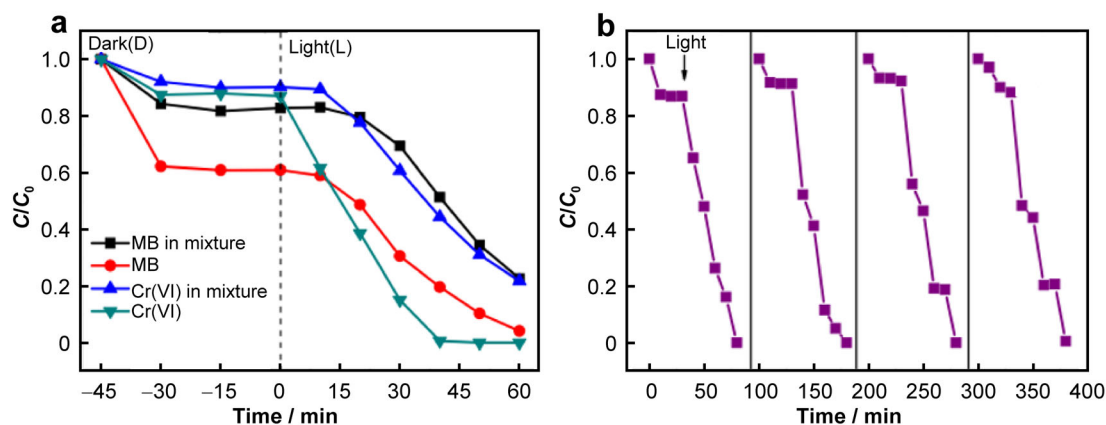 a
Dark(D)
Light(L)
1.0
0.8
0.6
0.4
0.2
0
C/C0
MB in mixture
MB
Cr(VI) in mixture
Cr(VI)
−45 −30 −15 0 15 30 45 60
Time / min
b
Light
1.0
0.8
0.6
0.4
0.2
0
C/C0
0 50 100 150 200 250 300 350 400
Time / min